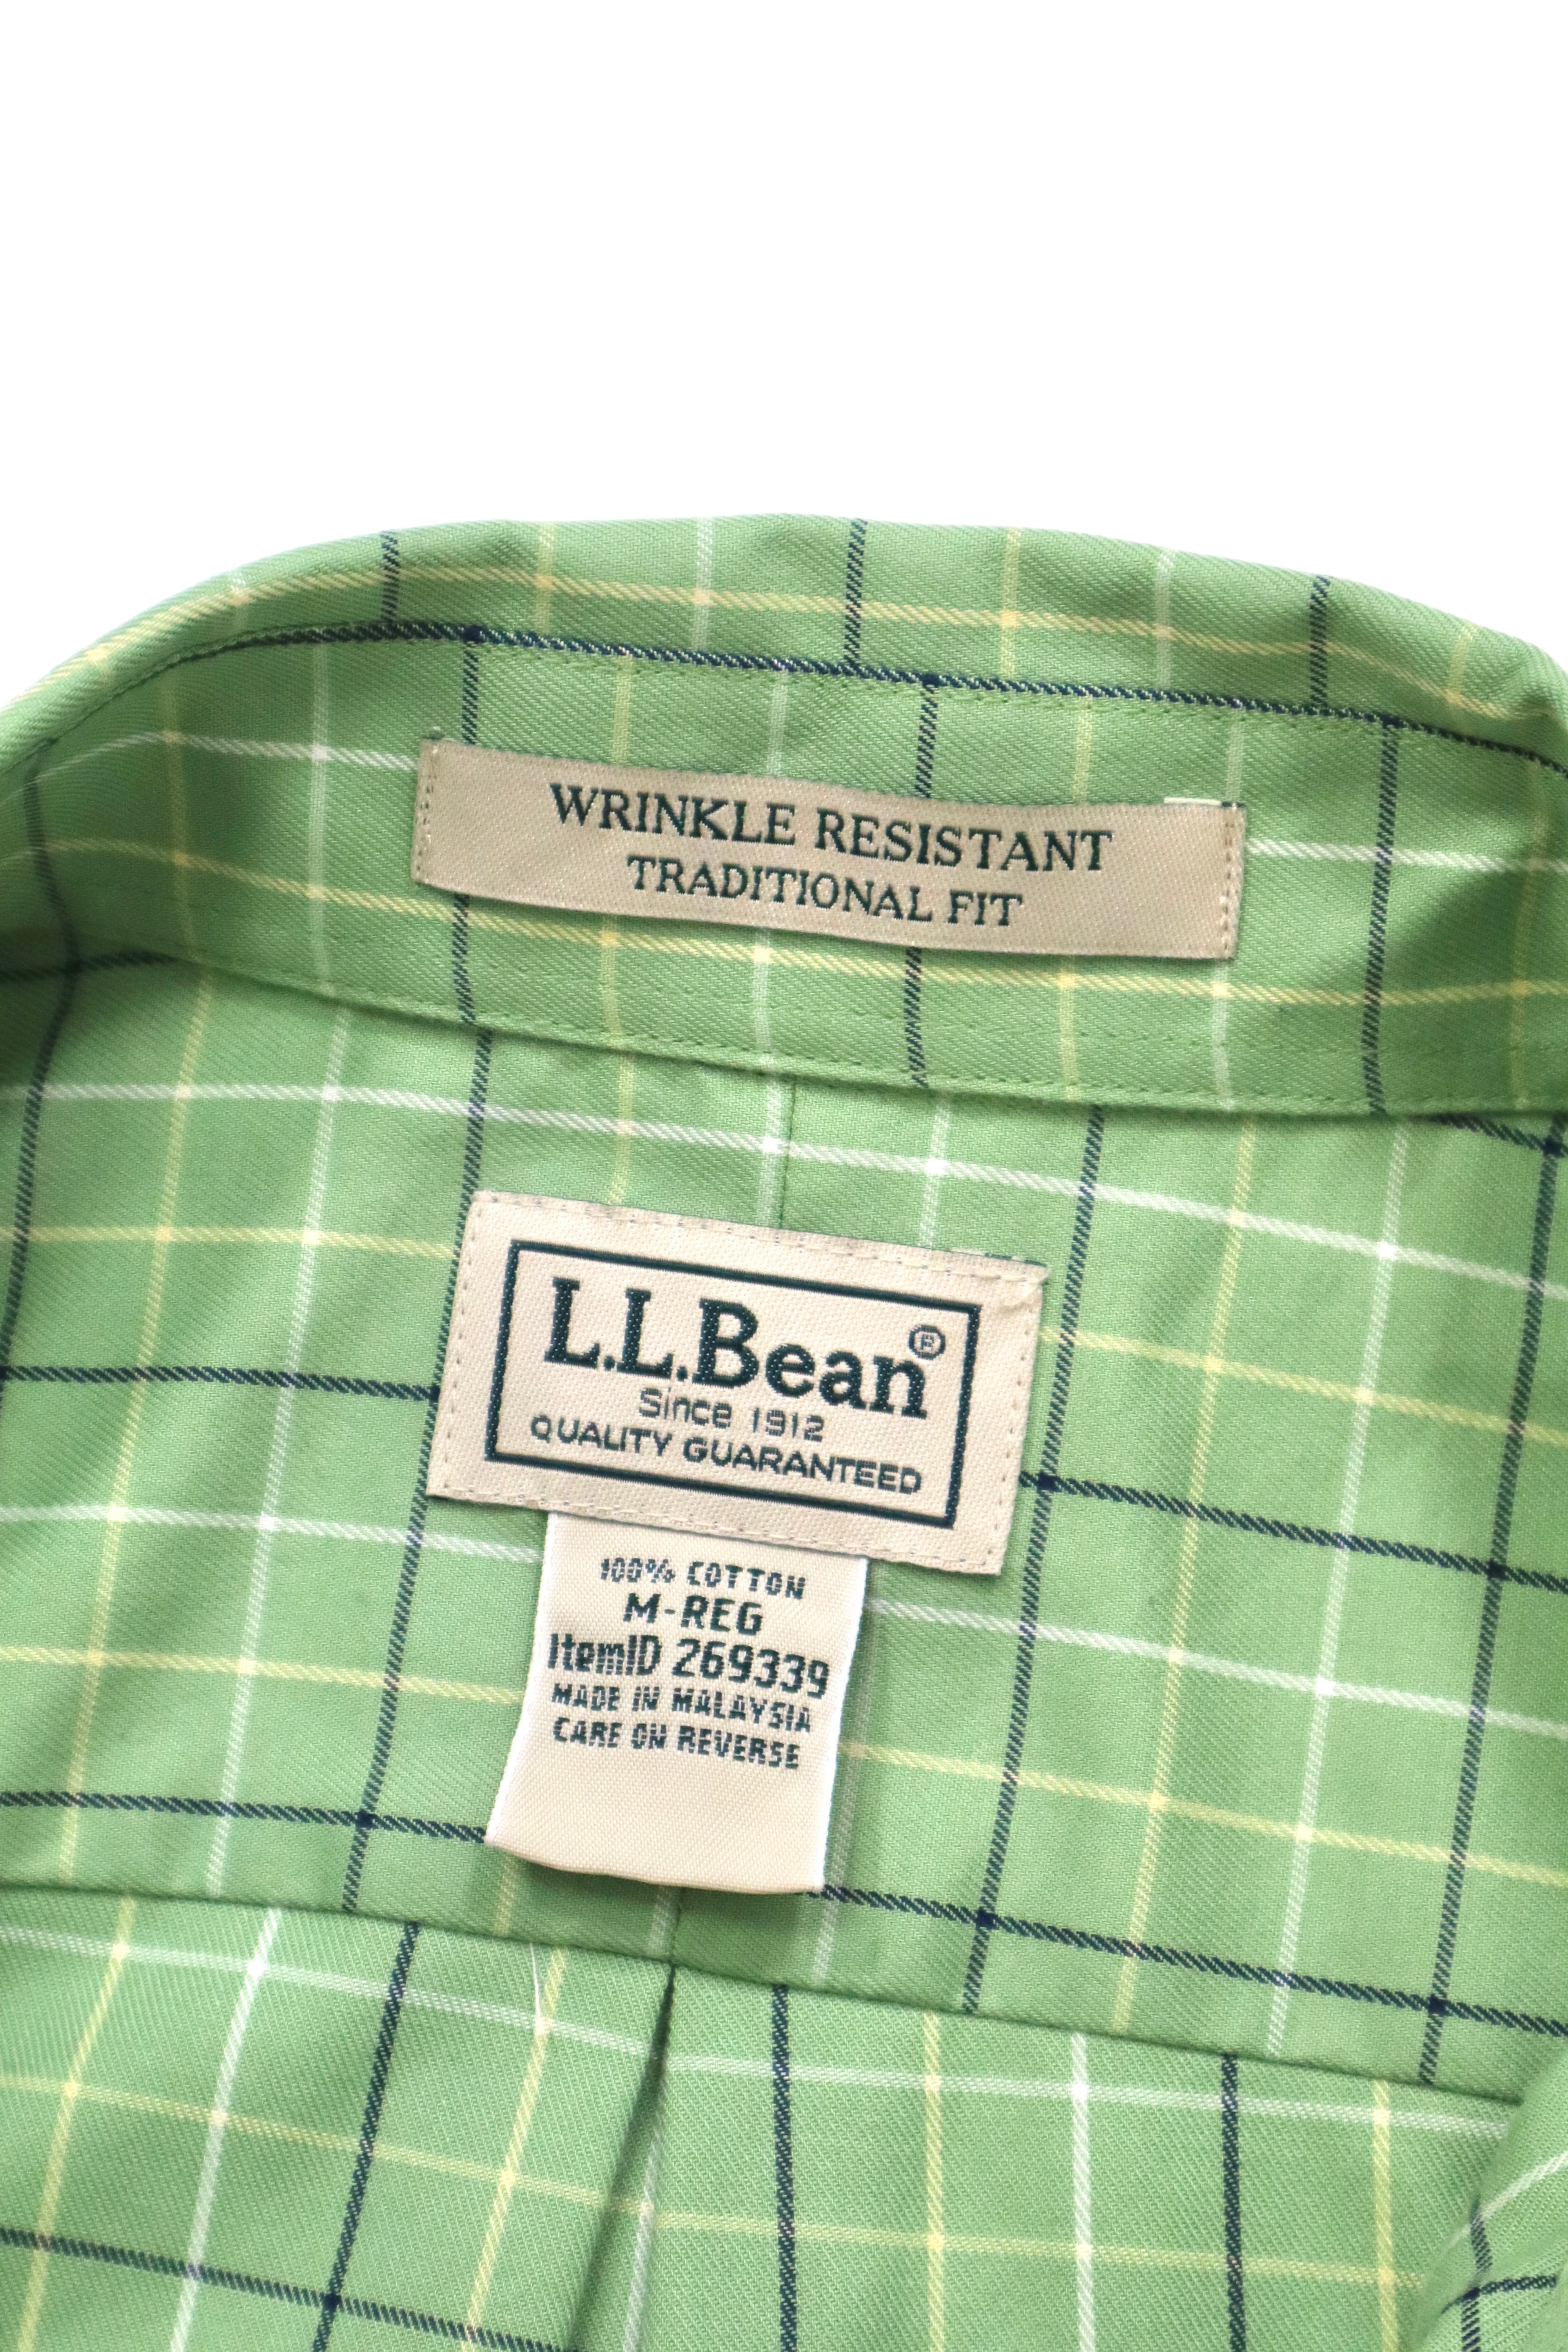 WRINKLE RESISTANT
TRADITIONAL FIT
L.L.Bean®
Since 1912
QUALITY GUARANTEED
100% COTTON
M-REG
ItemID 269339
MADE IN MALAYSIA
CARE ON REVERSE